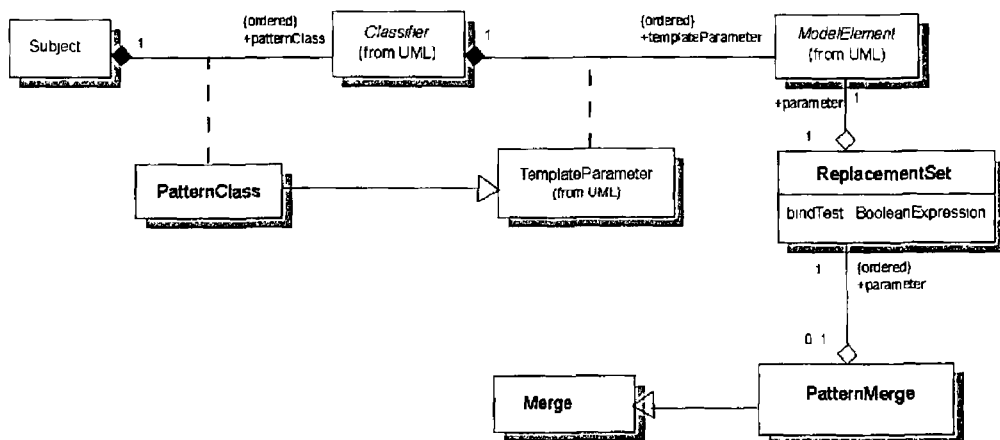 Subject
1
{ordered}
+patternClass
Classifier
(from UML)
1
{ordered}
+templateParameter
ModelElement
(from UML)
+parameter
1
1
PatternClass
TemplateParameter
(from UML)
ReplacementSet
bindTest BooleanExpression
1
{ordered}
+parameter
0 1
Merge
PatternMerge